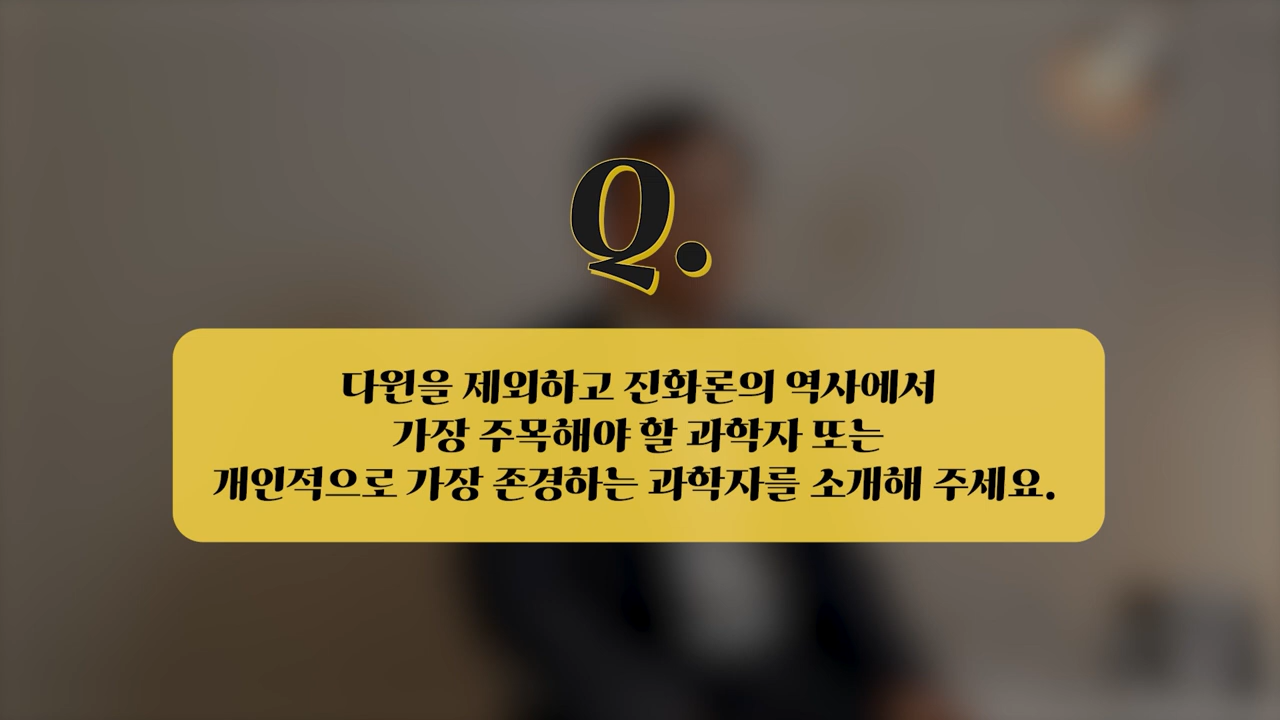 Q.
다윈을 제외하고 진화론의 역사에서
가장 주목해야 할 과학자 또는
개인적으로 가장 존경하는 과학자를 소개해 주세요.